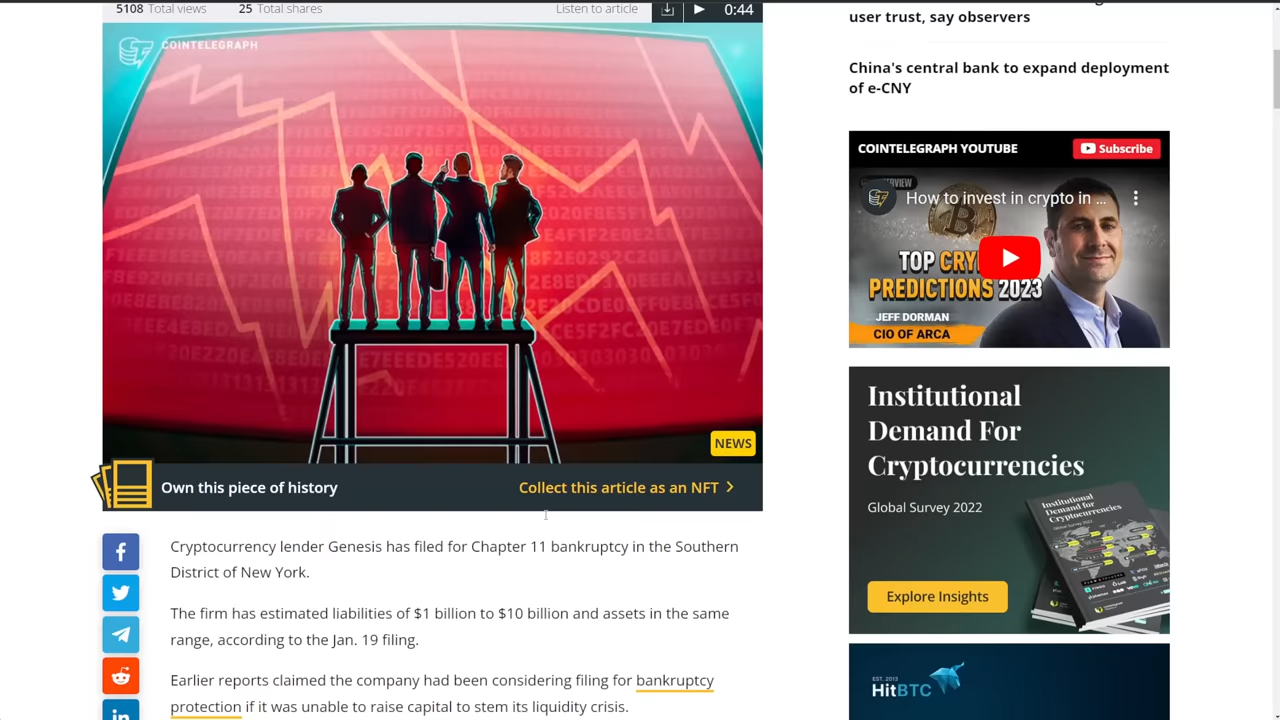 5108 Total views
25 Total shares
Listen to article
0:44
COINTELEGRAPH
NEWS
Own this piece of history
Collect this article as an NFT
Cryptocurrency lender Genesis has filed for Chapter 11 bankruptcy in the Southern
District of New York.
The firm has estimated liabilities of $1 billion to $10 billion and assets in the same
range, according to the Jan. 19 filing.
Earlier reports claimed the company had been considering filing for bankruptcy
protection if it was unable to raise capital to stem its liquidity crisis.
user trust, say observers
China's central bank to expand deployment
of e-CNY
COINTELEGRAPH YOUTUBE
Subscribe
How to invest in crypto in ...
TOP
PREDICTIONS 2023
JEFF DORMAN
CIO OF ARCA
Institutional
Demand For
Cryptocurrencies
Global Survey 2022
Institutional
Demand for
Cryptocurrencies
Explore Insights
EST. 2013
HitBTC